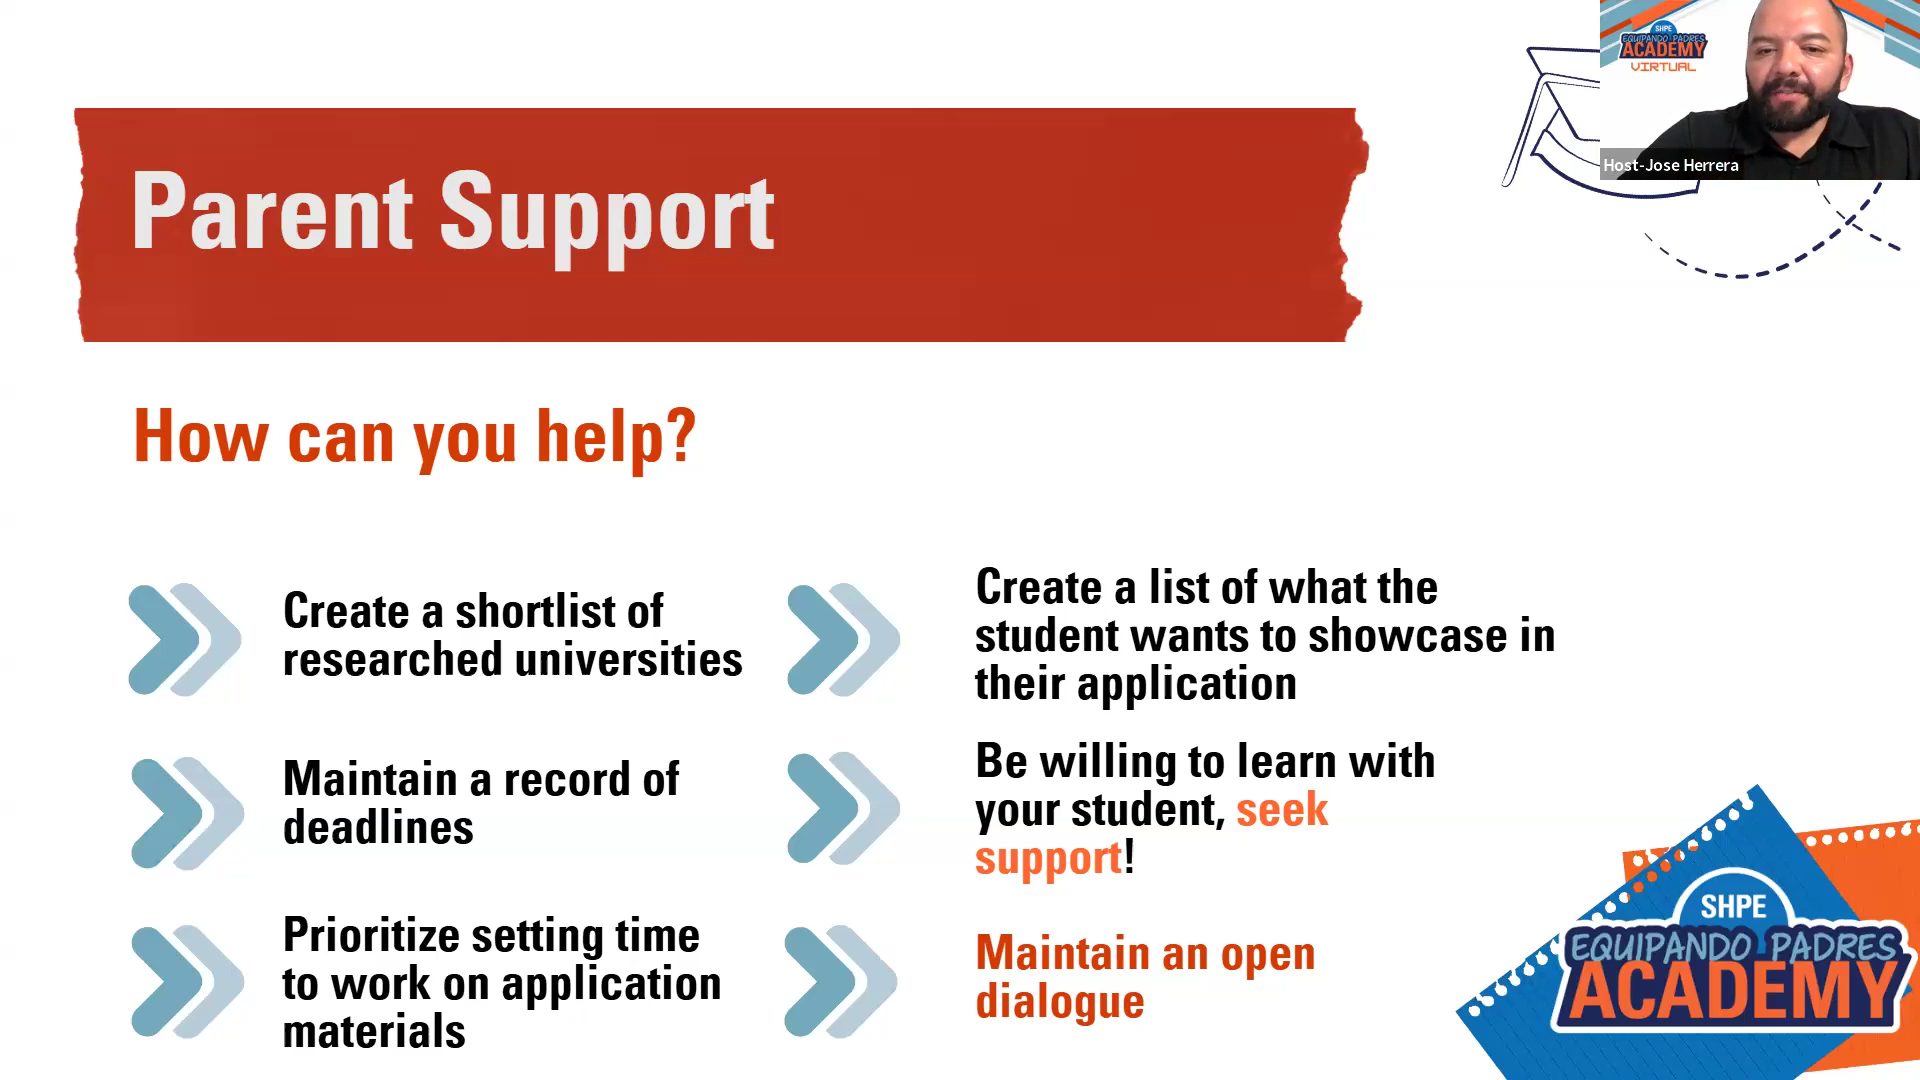 Parent Support
How can you help?
Create a shortlist of
researched universities
Maintain a record of
deadlines
Prioritize setting time
to work on application
materials
Create a list of what the
student wants to showcase in
their application
Be willing to learn with
your student, seek
support!
Maintain an open
dialogue
SHPE
EQUIPANDO PADRES
ACADEMY
VIRTUAL
Host-Jose Herrera
SHPE
EQUIPANDO PADRES
ACADEMY